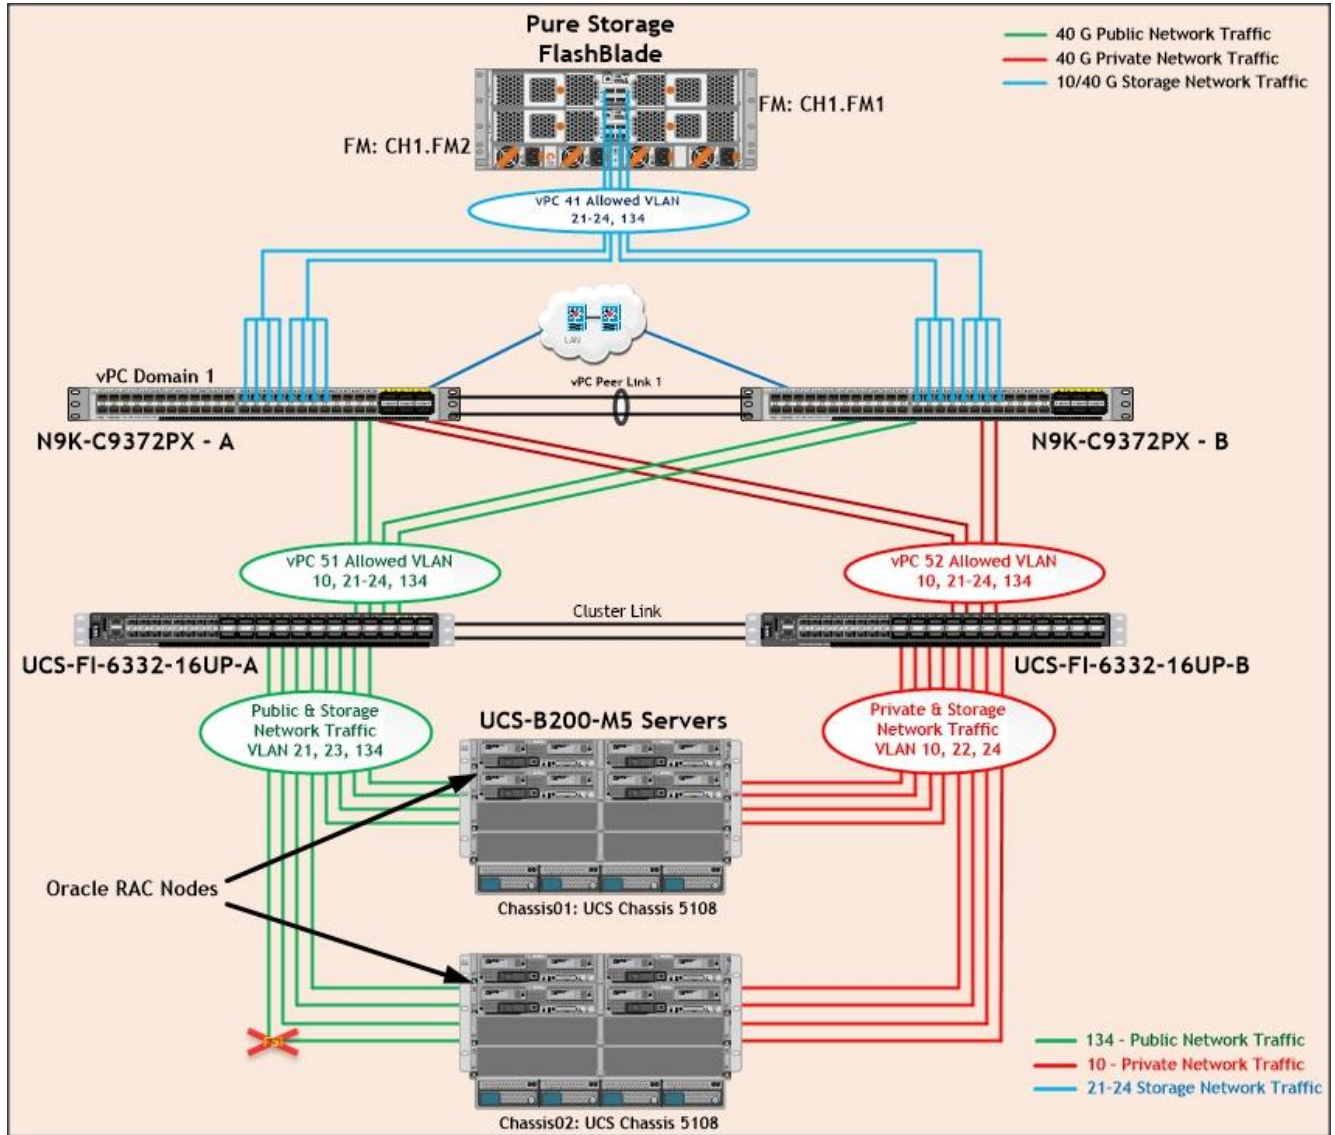 Pure Storage
FlashBlade
40 G Public Network Traffic
40 G Private Network Traffic
10/40 G Storage Network Traffic
FM: CH1.FM1
FM: CH1.FM2
vPC 41 Allowed VLAN
21-24, 134
LAN
vPC Domain 1
vPC Peer Link 1
N9K-C9372PX - A
N9K-C9372PX - B
vPC 51 Allowed VLAN
10, 21-24, 134
vPC 52 Allowed VLAN
10, 21-24, 134
Cluster Link
UCS-FI-6332-16UP-A
UCS-FI-6332-16UP-B
Public & Storage
Network Traffic
VLAN 21, 23, 134
UCS-B200-M5 Servers
Private & Storage
Network Traffic
VLAN 10, 22, 24
Oracle RAC Nodes
Chassis01: UCS Chassis 5108
Fail
134 - Public Network Traffic
10 - Private Network Traffic
21-24 Storage Network Traffic
Chassis02: UCS Chassis 5108